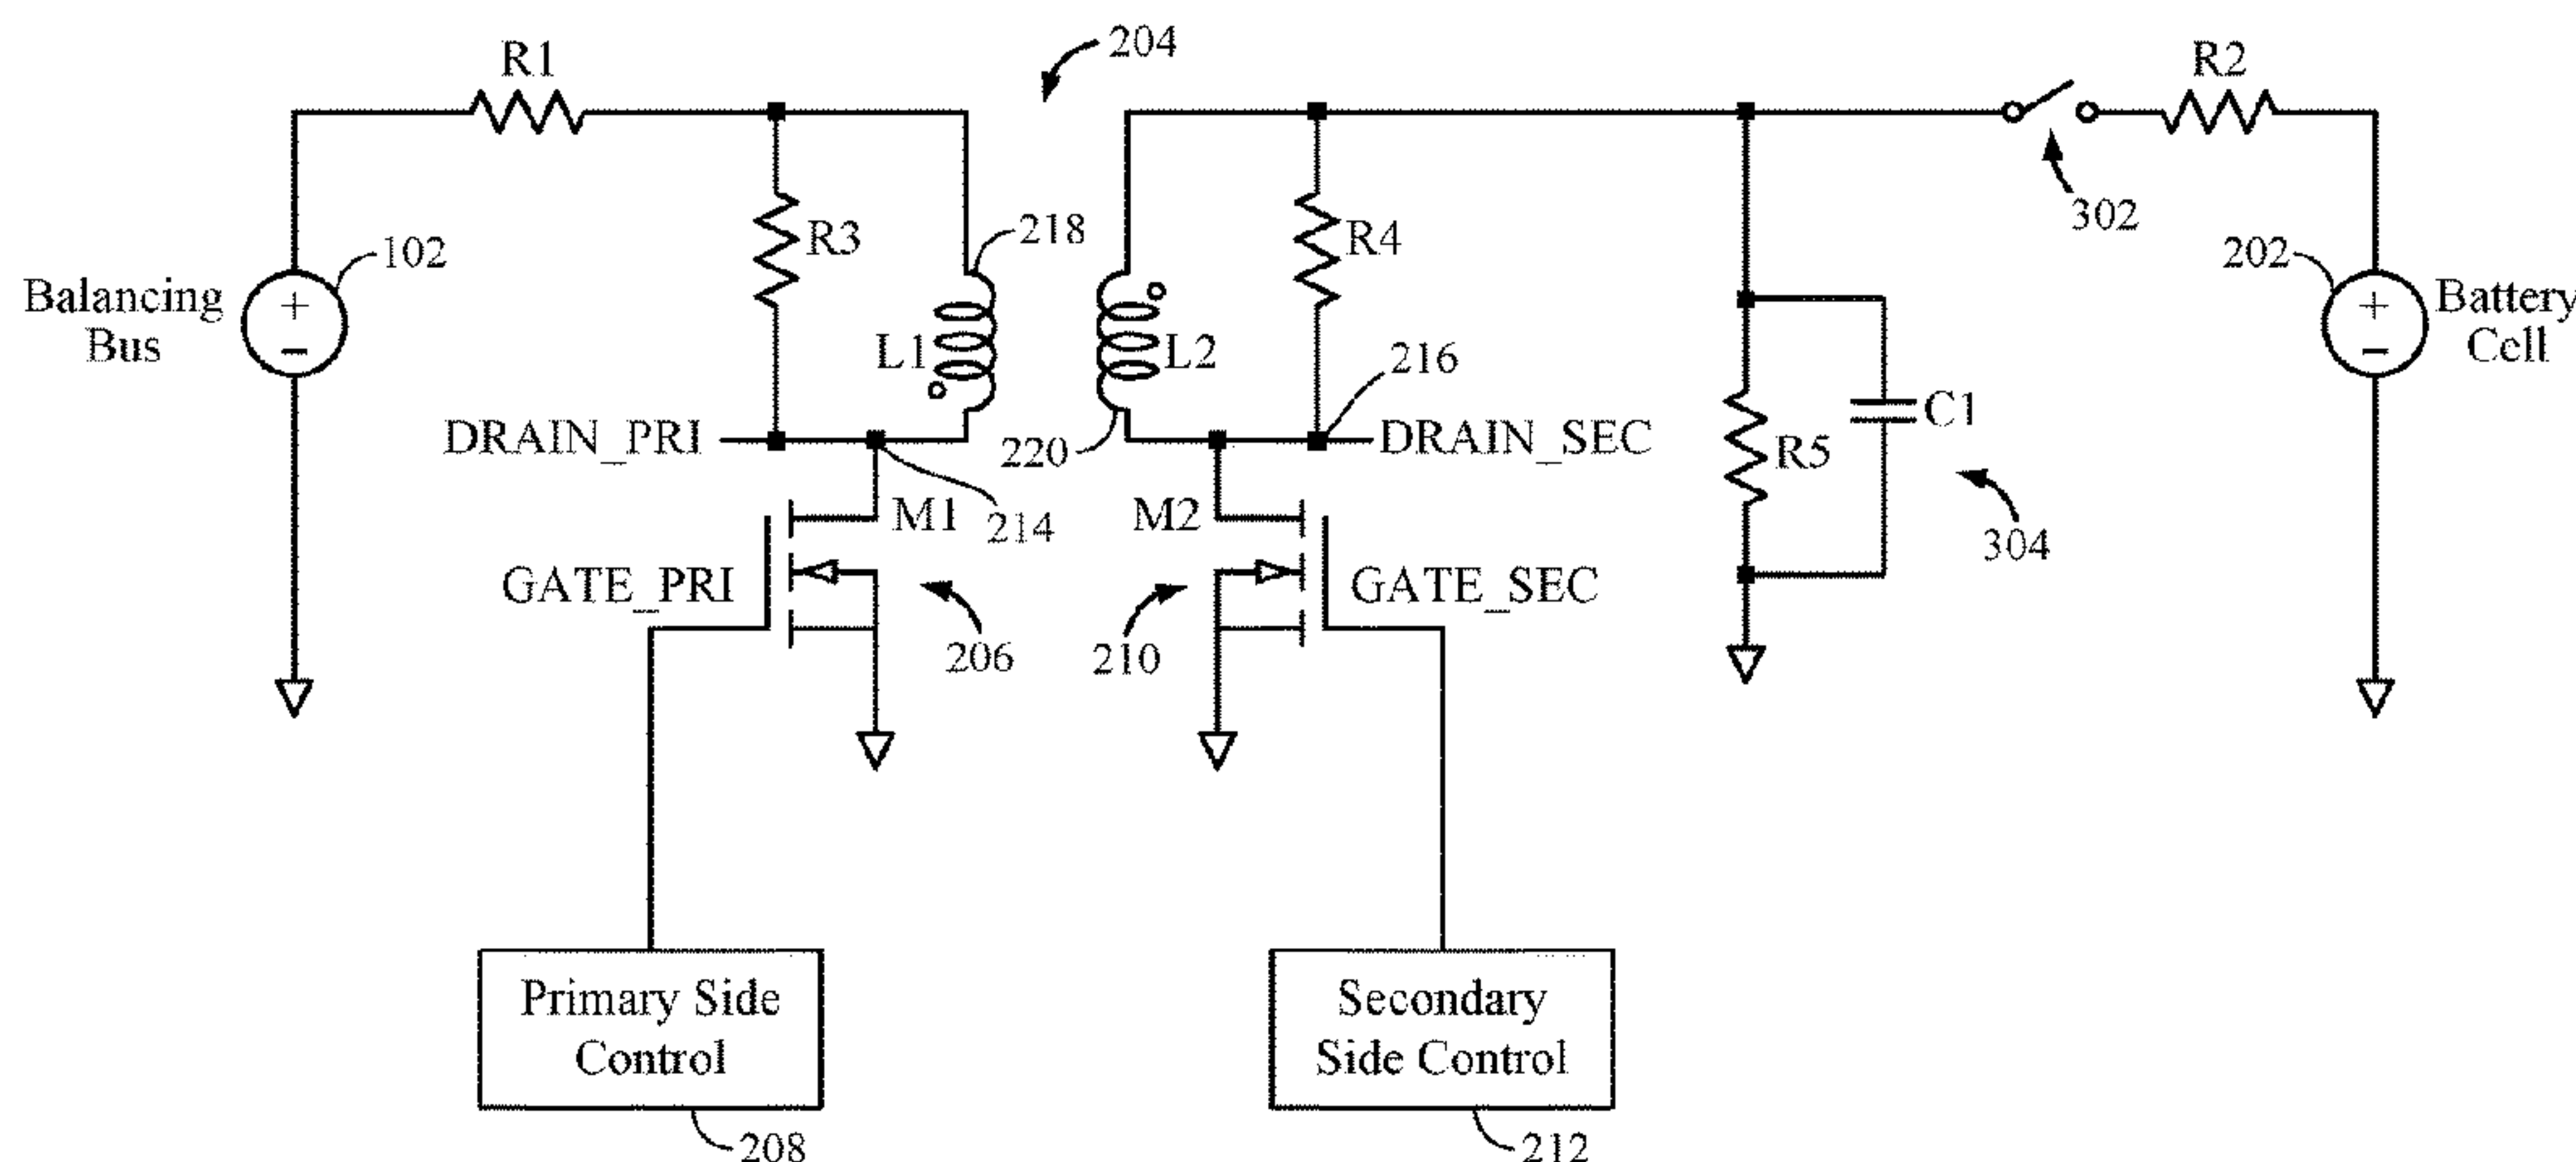 204
R1
R2
302
R3
218
R4
102
202
Balancing
Bus
+
−
L1
L2
216
+
−
Battery
Cell
C1
DRAIN_PRI
220
DRAIN_SEC
R5
M1
214
M2
304
GATE_PRI
GATE_SEC
206
210
Primary Side
Control
Secondary
Side Control
208
212